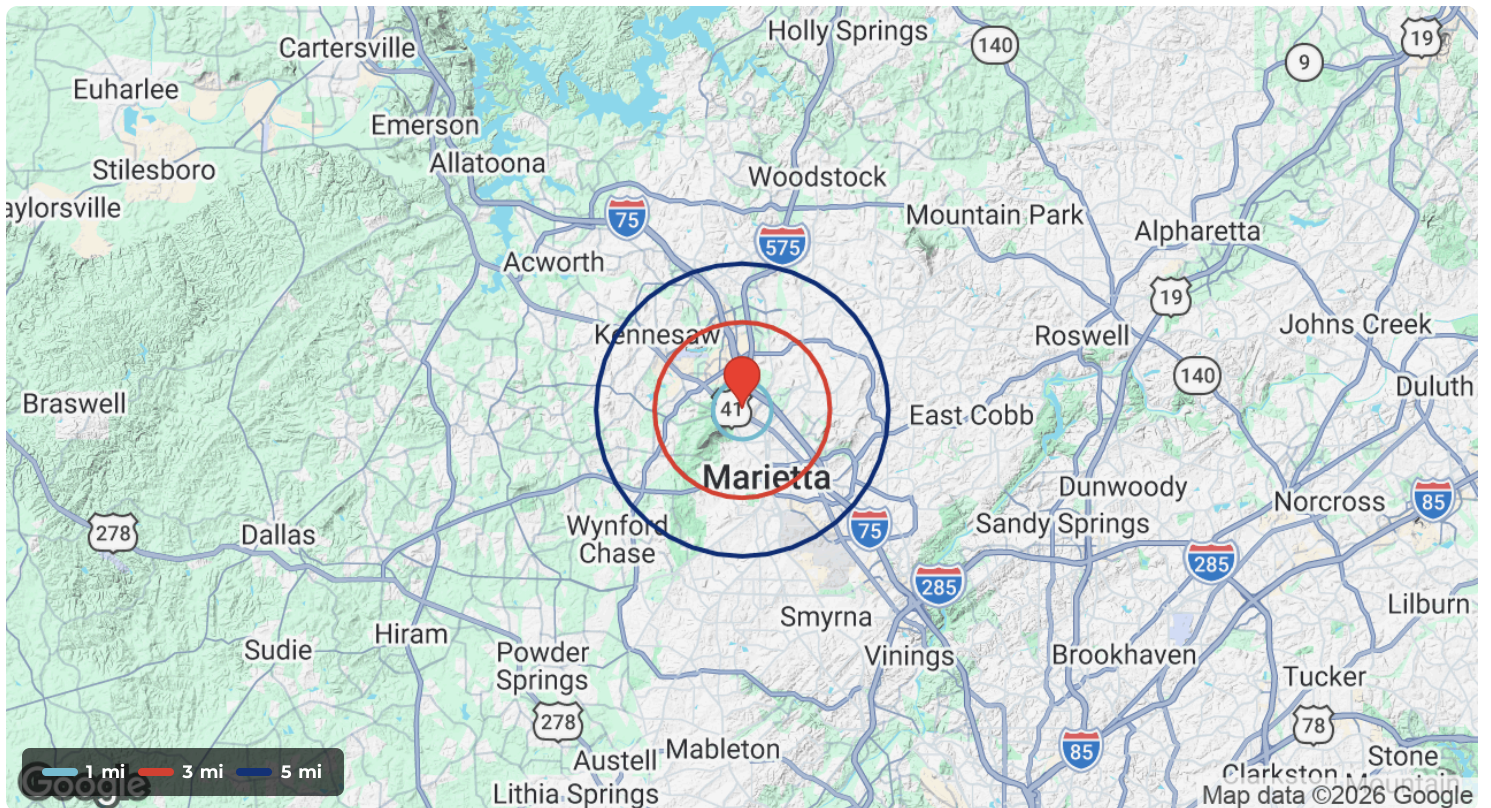 Holly Springs
19
140
Cartersville
9
Euharlee
Emerson
Allatoona
Stilesboro
Woodstock
aylorsville
75
Mountain Park
Alpharetta
575
Acworth
19
Kennesaw
Roswell
Johns Creek
140
Duluth
Braswell
41
East Cobb
Marietta
Dunwoody
Norcross
85
Wynford
Chase
75
Sandy Springs
278
Dallas
285
285
Lilburn
Smyrna
Hiram
Sudie
Powder
Springs
Vinings
Brookhaven
Tucker
278
78
85
Austell
Mableton
Stone
Mountain
Clarkston
1 mi 3 mi 5 mi
Google
Lithia Springs
Map data ©2026 Google